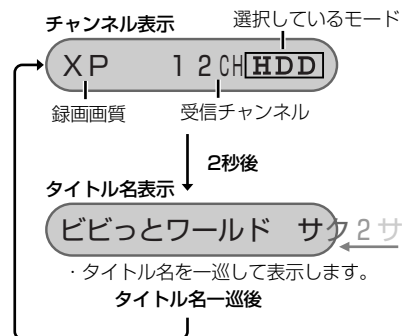 チャンネル表示
選択しているモード
XP 12CH HDD
録画画質
受信チャンネル
2秒後
タイトル名表示
ビビっとワールド サク2サ
・タイトル名を一巡して表示します。
タイトル名一巡後